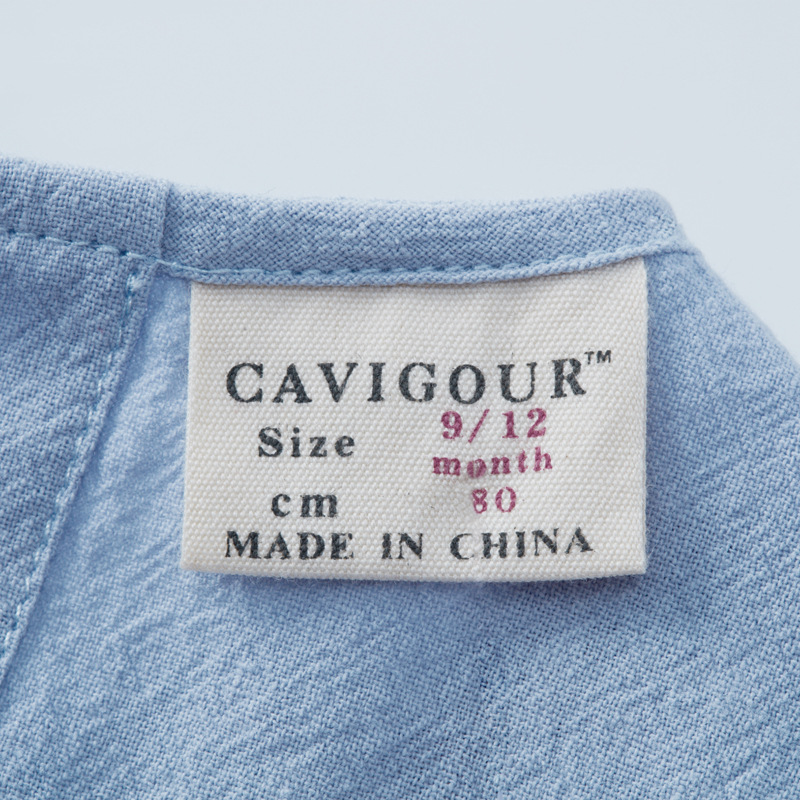 CAVIGOUR™
Size 9/12
month
cm 80
MADE IN CHINA